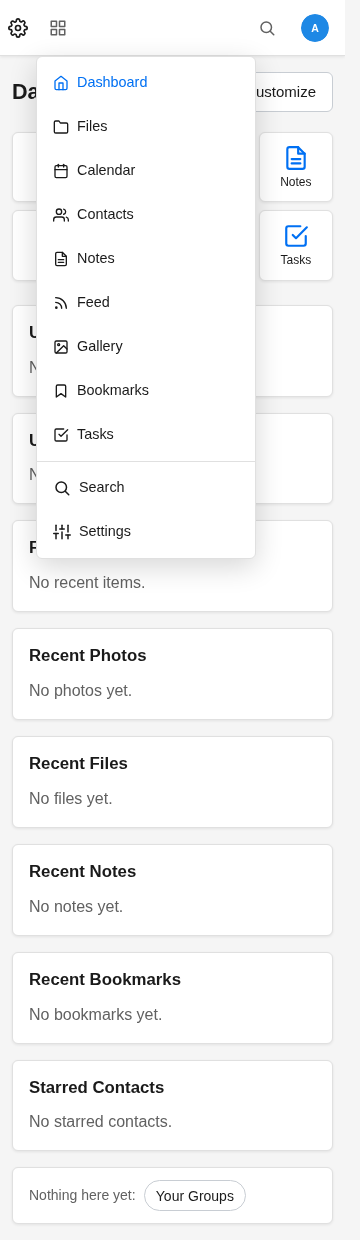 A
Da
ustomize
Dashboard
Files
Calendar
Contacts
Notes
Feed
Gallery
Bookmarks
Tasks
Search
Settings
Notes
Tasks
U
N
U
N
No recent items.
Recent Photos
No photos yet.
Recent Files
No files yet.
Recent Notes
No notes yet.
Recent Bookmarks
No bookmarks yet.
Starred Contacts
No starred contacts.
Nothing here yet: Your Groups